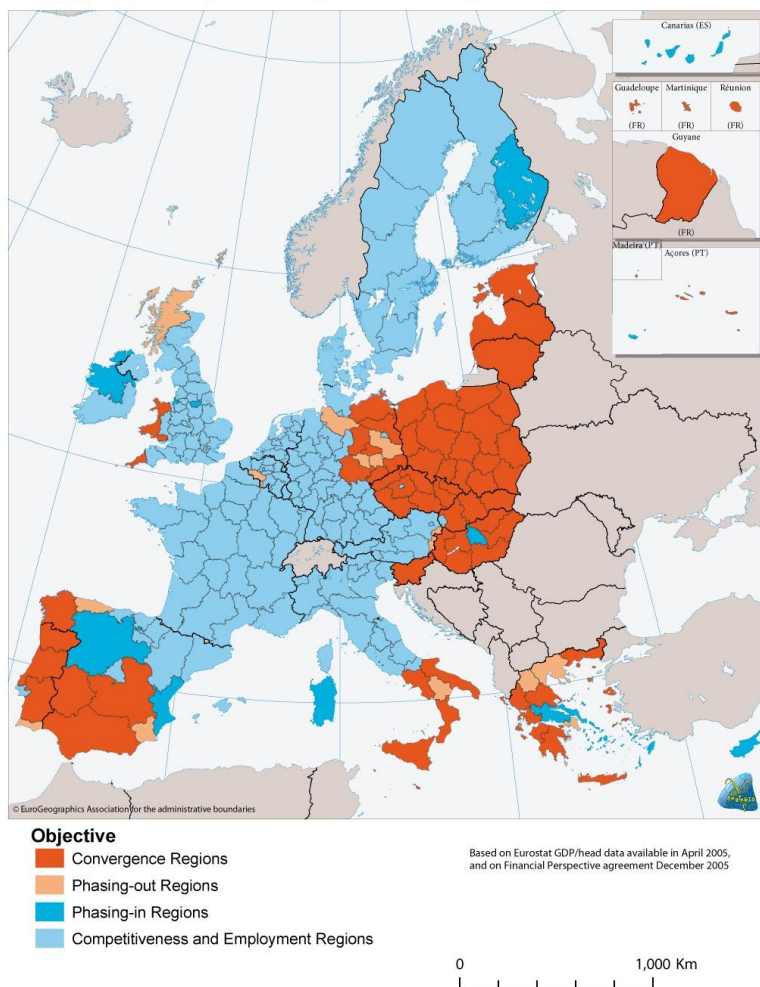 Canarias (ES)
Guadeloupe
Martinique
Réunion
(FR)
(FR)
(FR)
Guyane
(FR)
Madeira (PT)
Açores (PT)
© EuroGeographics Association for the administrative boundaries
Objective
Convergence Regions
Phasing-out Regions
Phasing-in Regions
Competitiveness and Employment Regions
Based on Eurostat GDP/head data available in April 2005,
and on Financial Perspective agreement December 2005
0
1,000 Km